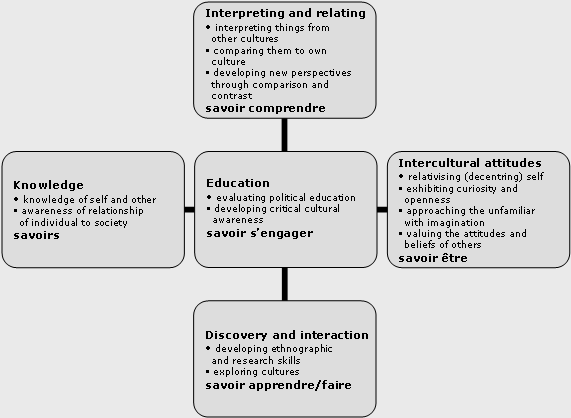 Interpreting and relating
• interpreting things from
other cultures
• comparing them to own
culture
• developing new perspectives
through comparison and
contrast
savoir comprendre
Knowledge
• knowledge of self and other
• awareness of relationship
of individual to society
savoirs
Education
• evaluating political education
• developing critical cultural
awareness
savoir s'engager
Intercultural attitudes
• relativising (decentring) self
• exhibiting curiosity and
openness
• approaching the unfamiliar
with imagination
• valuing the attitudes and
beliefs of others
savoir être
Discovery and interaction
• developing ethnographic
and research skills
• exploring cultures
savoir apprendre/faire